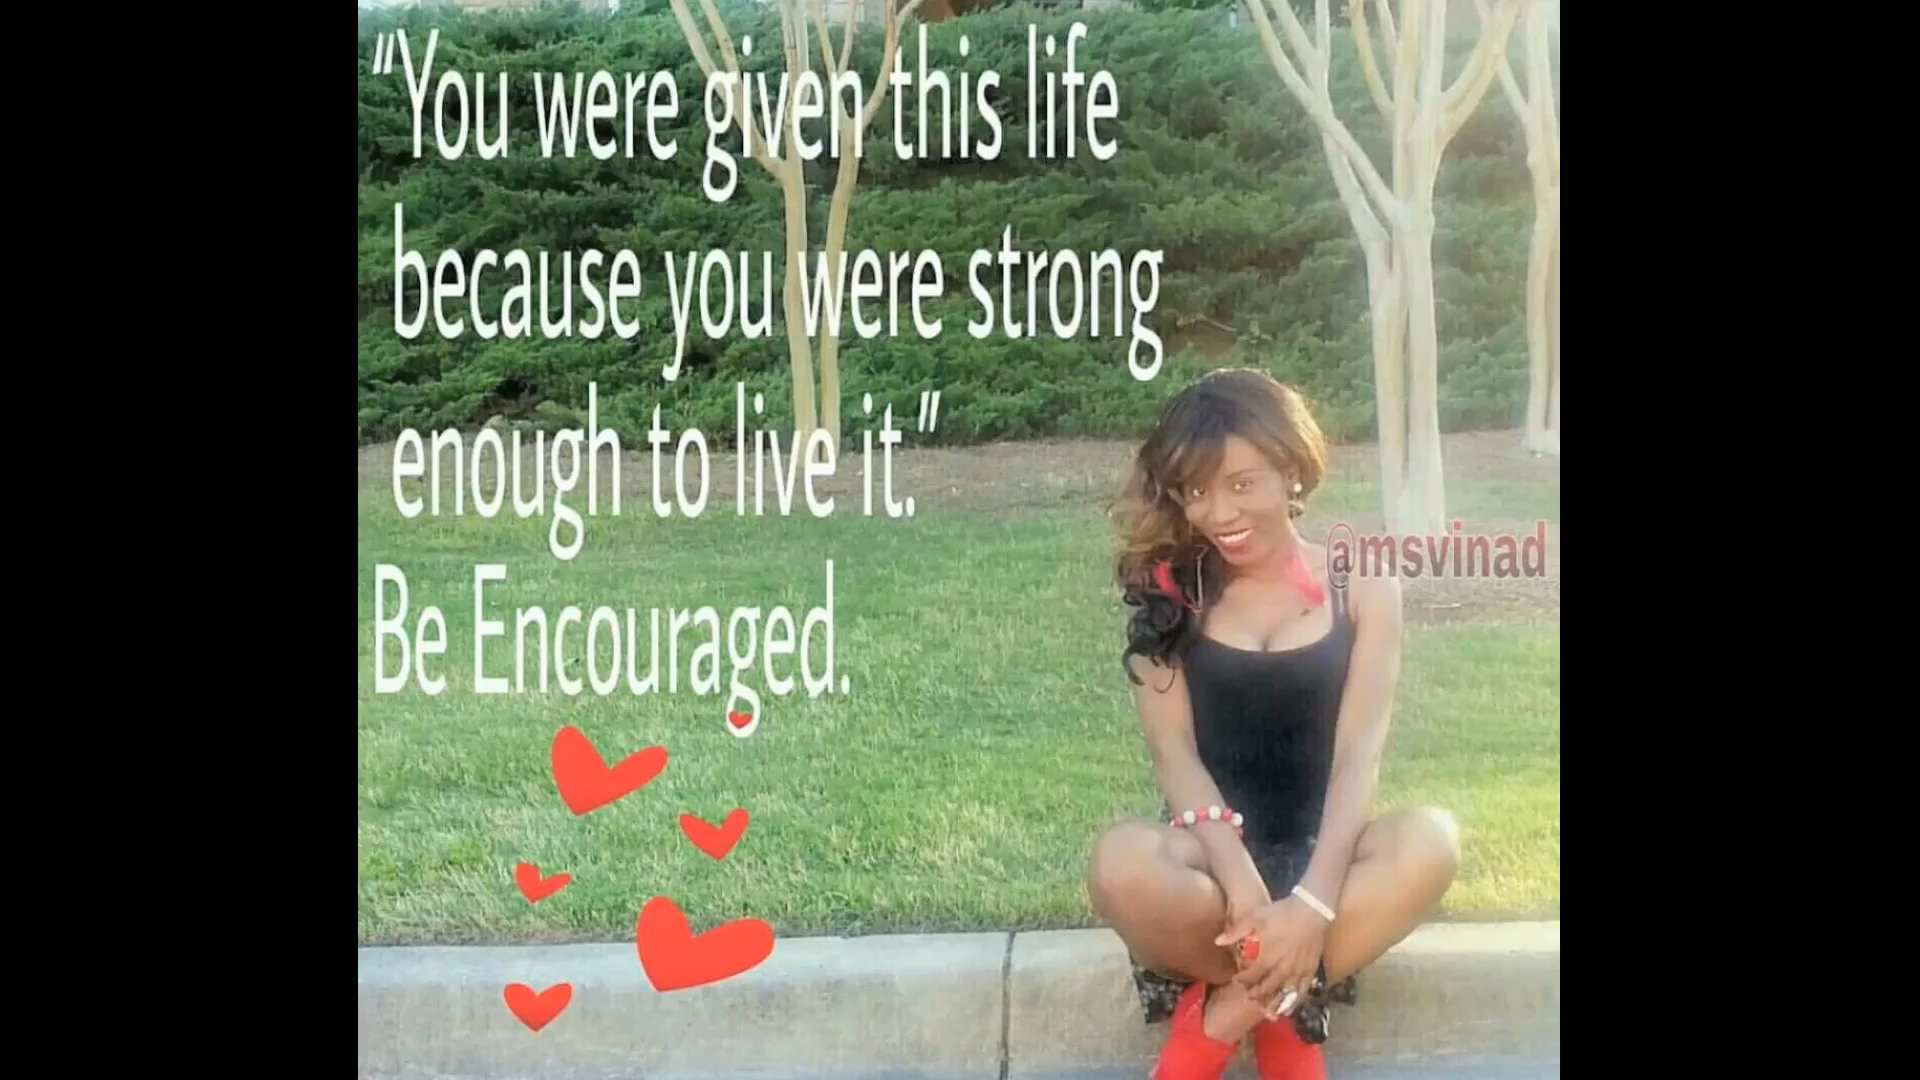 “You were given this life
because you were strong
enough to live it.”
Be Encouraged.
@msvinad